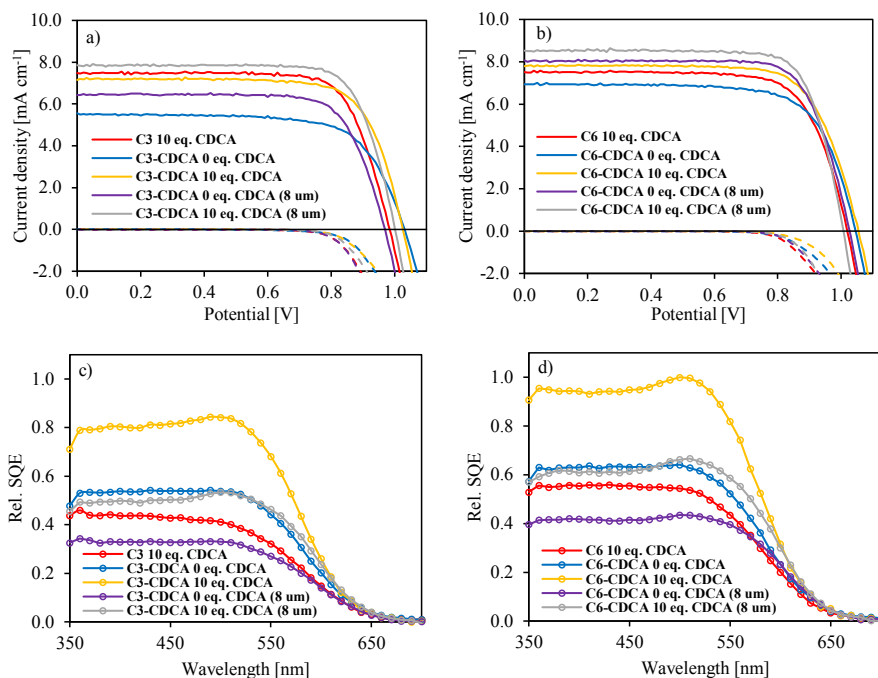 a)
Current density [mA cm⁻¹]
8.0
6.0
4.0
2.0
0.0
-2.0
C3 10 eq. CDCA
C3-CDCA 0 eq. CDCA
C3-CDCA 10 eq. CDCA
C3-CDCA 0 eq. CDCA (8 um)
C3-CDCA 10 eq. CDCA (8 um)
0.0 0.2 0.4 0.6 0.8 1.0
Potential [V]
b)
Current density [mA cm⁻¹]
10.0
8.0
6.0
4.0
2.0
0.0
-2.0
C6 10 eq. CDCA
C6-CDCA 0 eq. CDCA
C6-CDCA 10 eq. CDCA
C6-CDCA 0 eq. CDCA (8 um)
C6-CDCA 10 eq. CDCA (8 um)
0.0 0.2 0.4 0.6 0.8 1.0
Potential [V]
c)
Rel. SQE
1.0
0.8
0.6
0.4
0.2
0.0
C3 10 eq. CDCA
C3-CDCA 0 eq. CDCA
C3-CDCA 10 eq. CDCA
C3-CDCA 0 eq. CDCA (8 um)
C3-CDCA 10 eq. CDCA (8 um)
350 450 550 650
Wavelength [nm]
d)
Rel. SQE
1.0
0.8
0.6
0.4
0.2
0.0
C6 10 eq. CDCA
C6-CDCA 0 eq. CDCA
C6-CDCA 10 eq. CDCA
C6-CDCA 0 eq. CDCA (8 um)
C6-CDCA 10 eq. CDCA (8 um)
350 450 550 650
Wavelength [nm]